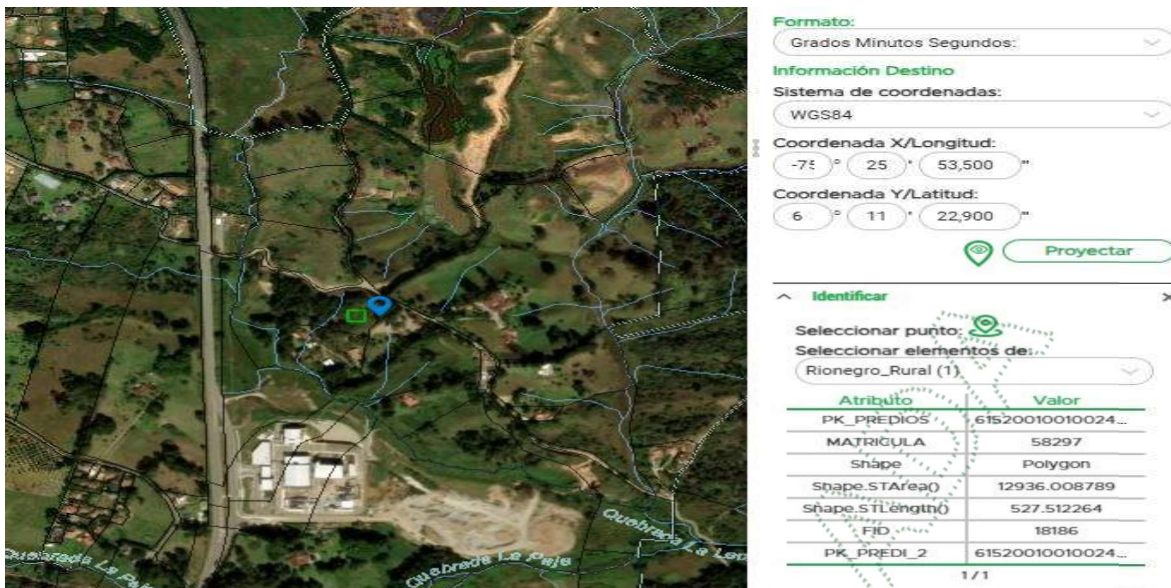 Formato:
Grados Minutos Segundos:
Información Destino
Sistema de coordenadas:
WGS84
Coordenada X/Longitud:
-75 ° 25 ' 53,500 "
Coordenada Y/Latitud:
6 ° 11 ' 22,900 "
Proyectar
Identificar
Seleccionar punto:
Seleccionar elementos de:
Rionegro_Rural (1)
Atributo Valor
PK_PREDIOS 61520010010024...
MATRICULA 58297
Shape Polygon
Shape.STArea() 12936.008789
Shape.STLength() 527.512264
FID 18186
PK_PREDI_2 61520010010024...
1 / 1
Quebrada La
Quebrada La Paja
Quebrada La